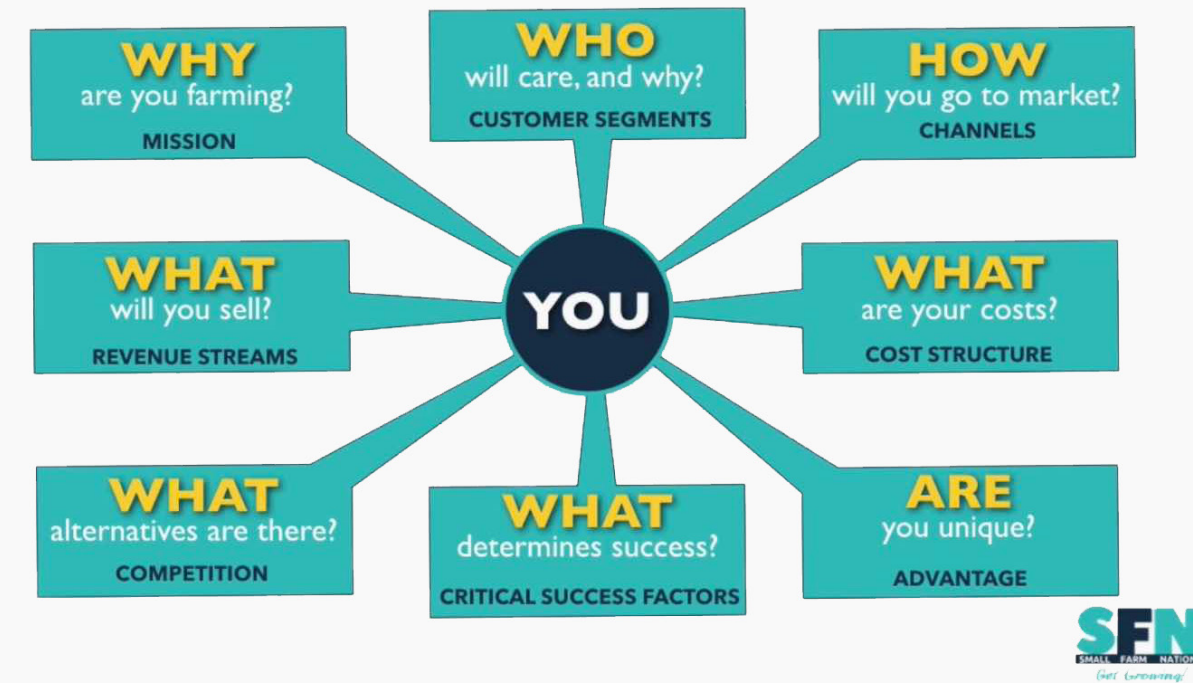 WHY
are you farming?
MISSION
WHO
will care, and why?
CUSTOMER SEGMENTS
HOW
will you go to market?
CHANNELS
WHAT
will you sell?
REVENUE STREAMS
YOU
WHAT
are your costs?
COST STRUCTURE
WHAT
alternatives are there?
COMPETITION
WHAT
determines success?
CRITICAL SUCCESS FACTORS
ARE
you unique?
ADVANTAGE
SFN
SMALL FARM NATION
Get Growing!